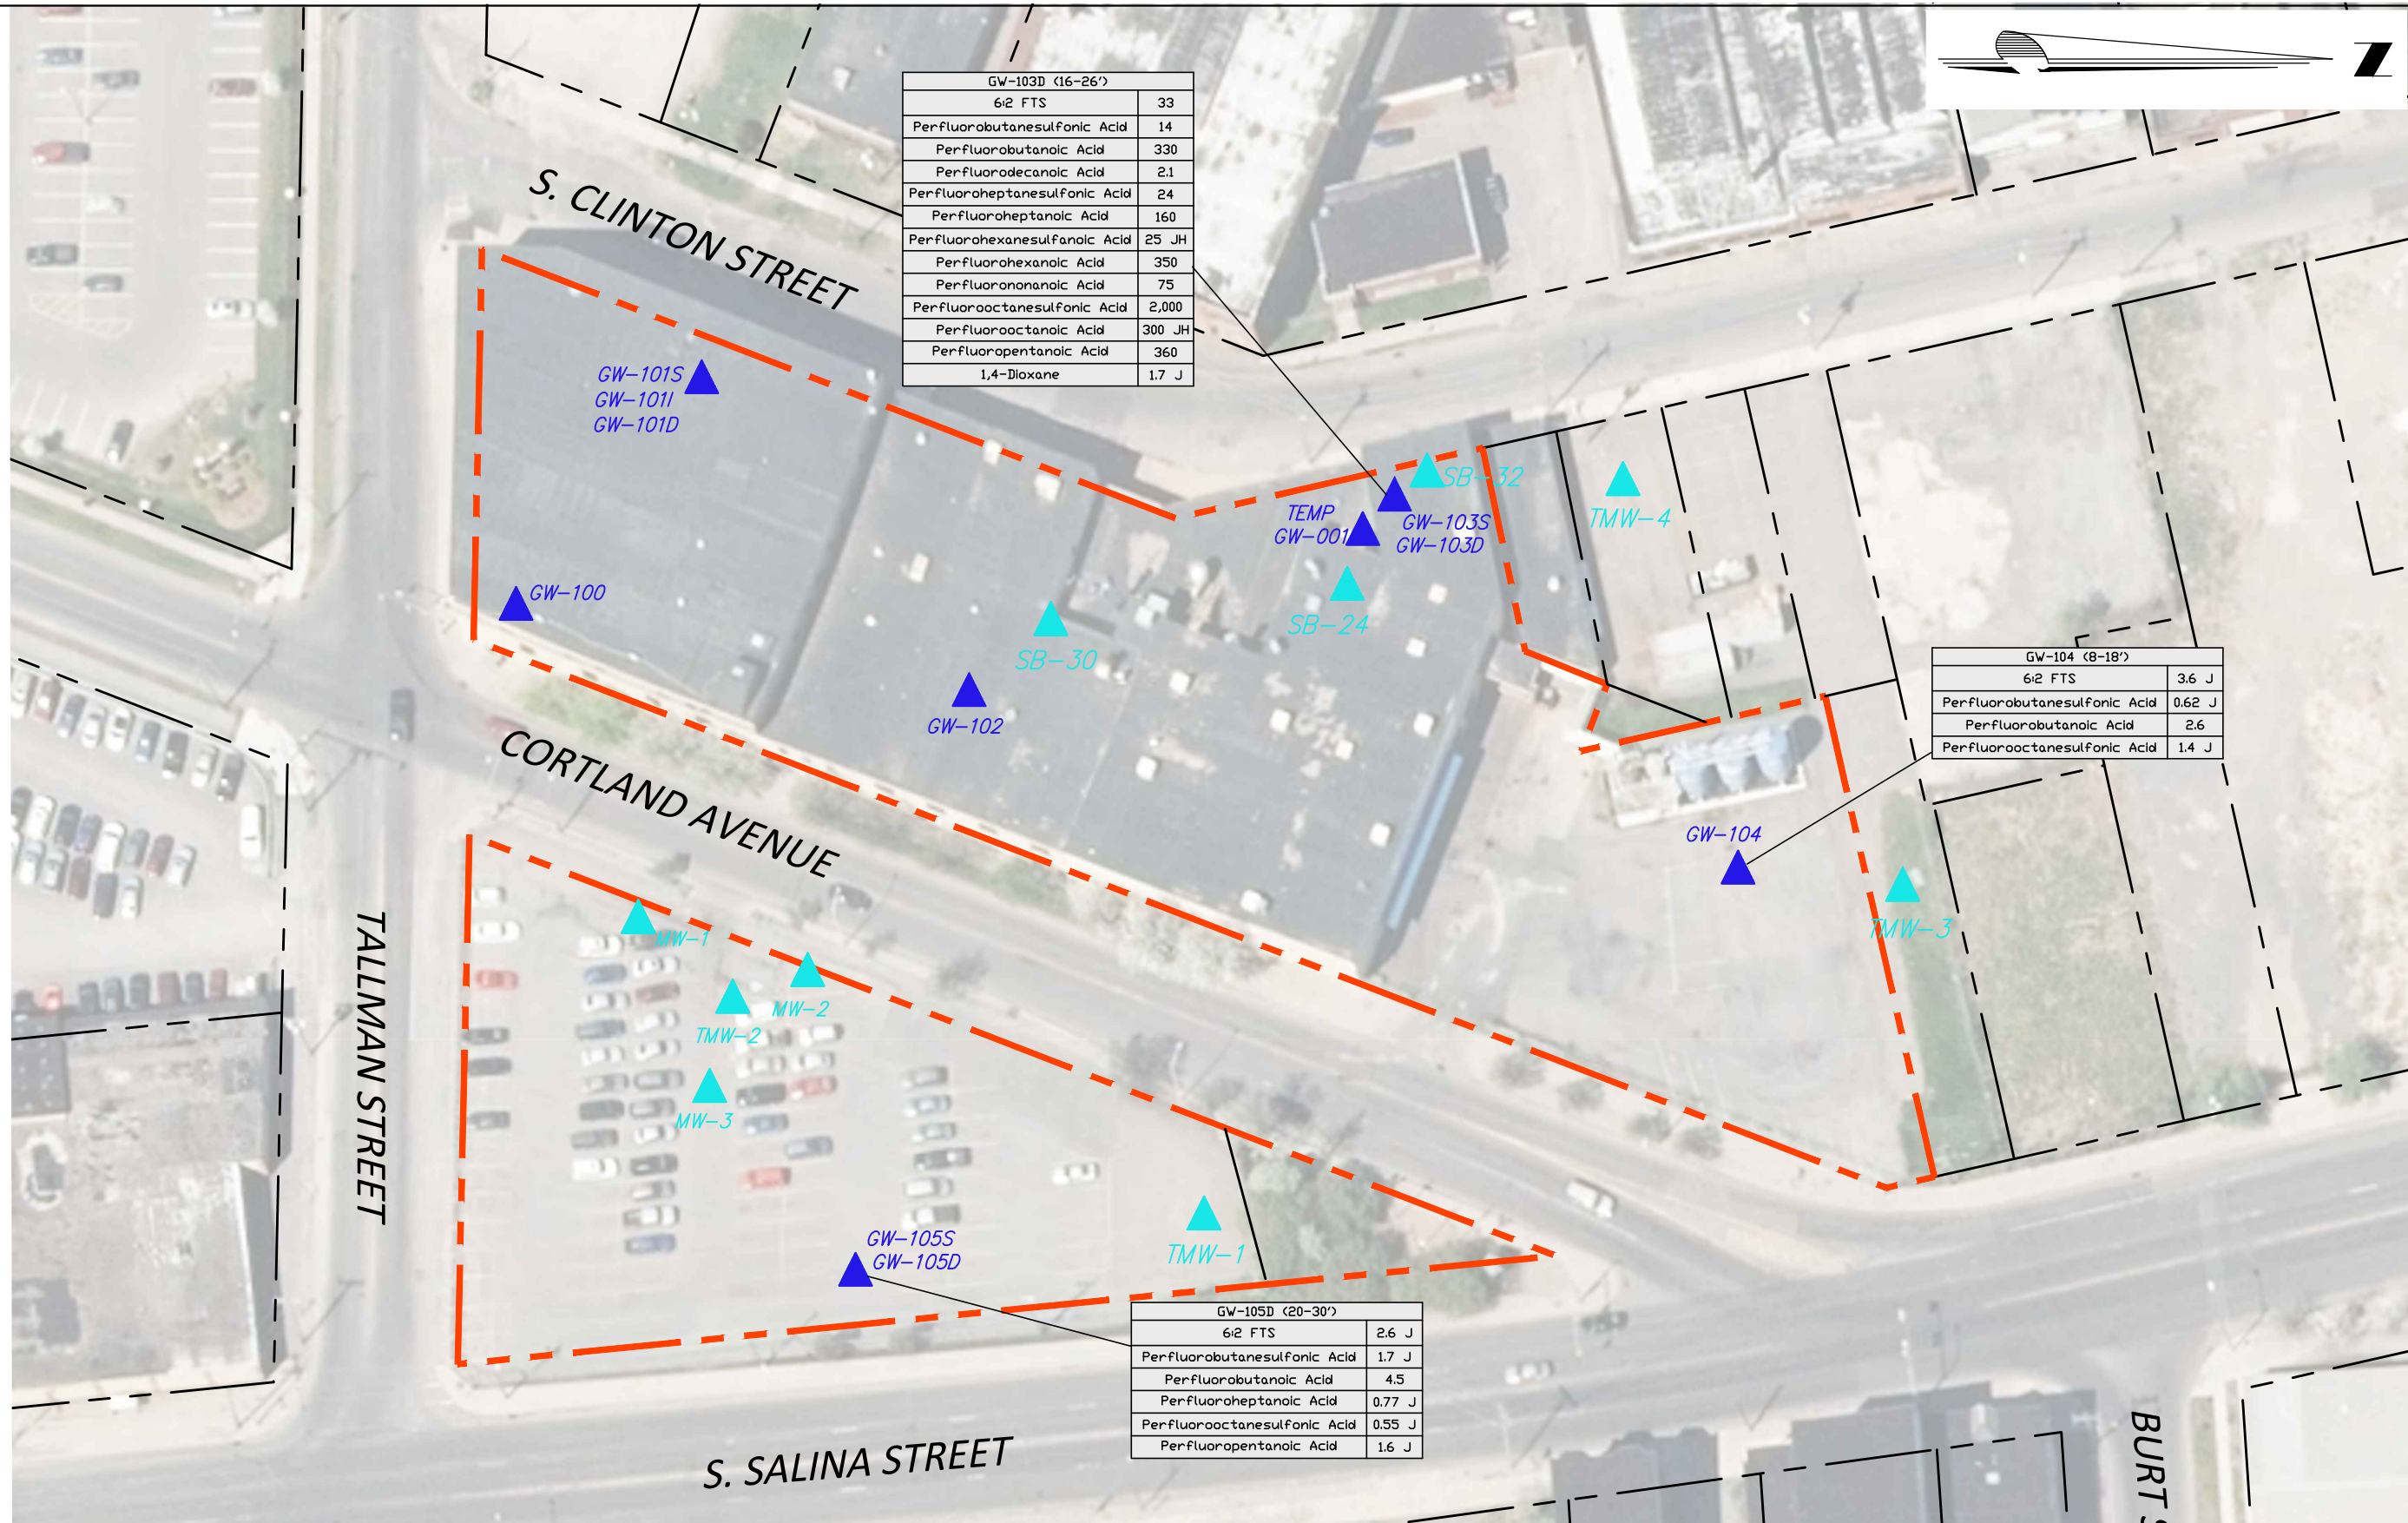 Z
GW-103D (16-26')
6:2 FTS 33
Perfluorobutanesulfonic Acid 14
Perfluorobutanoic Acid 330
Perfluorodecanoic Acid 2.1
Perfluoroheptanesulfonic Acid 24
Perfluoroheptanoic Acid 160
Perfluorohexanesulfanoic Acid 25 JH
Perfluorohexanoic Acid 350
Perfluorononanoic Acid 75
Perfluorooctanesulfonic Acid 2,000
Perfluorooctanoic Acid 300 JH
Perfluoropentanoic Acid 360
1,4-Dioxane 1.7 J
S. CLINTON STREET
GW-101S
GW-101I
GW-101D
SB-32
TEMP
GW-001
GW-103S
GW-103D
TMW-4
GW-100
SB-24
SB-30
GW-102
GW-104 (8-18')
6:2 FTS 3.6 J
Perfluorobutanesulfonic Acid 0.62 J
Perfluorobutanoic Acid 2.6
Perfluorooctanesulfonic Acid 1.4 J
CORTLAND AVENUE
GW-104
TMW-3
MW-1
MW-2
TMW-2
MW-3
TALLMAN STREET
GW-105S
GW-105D
TMW-1
GW-105D (20-30')
6:2 FTS 2.6 J
Perfluorobutanesulfonic Acid 1.7 J
Perfluorobutanoic Acid 4.5
Perfluoroheptanoic Acid 0.77 J
Perfluorooctanesulfonic Acid 0.55 J
Perfluoropentanoic Acid 1.6 J
S. SALINA STREET
BURT S